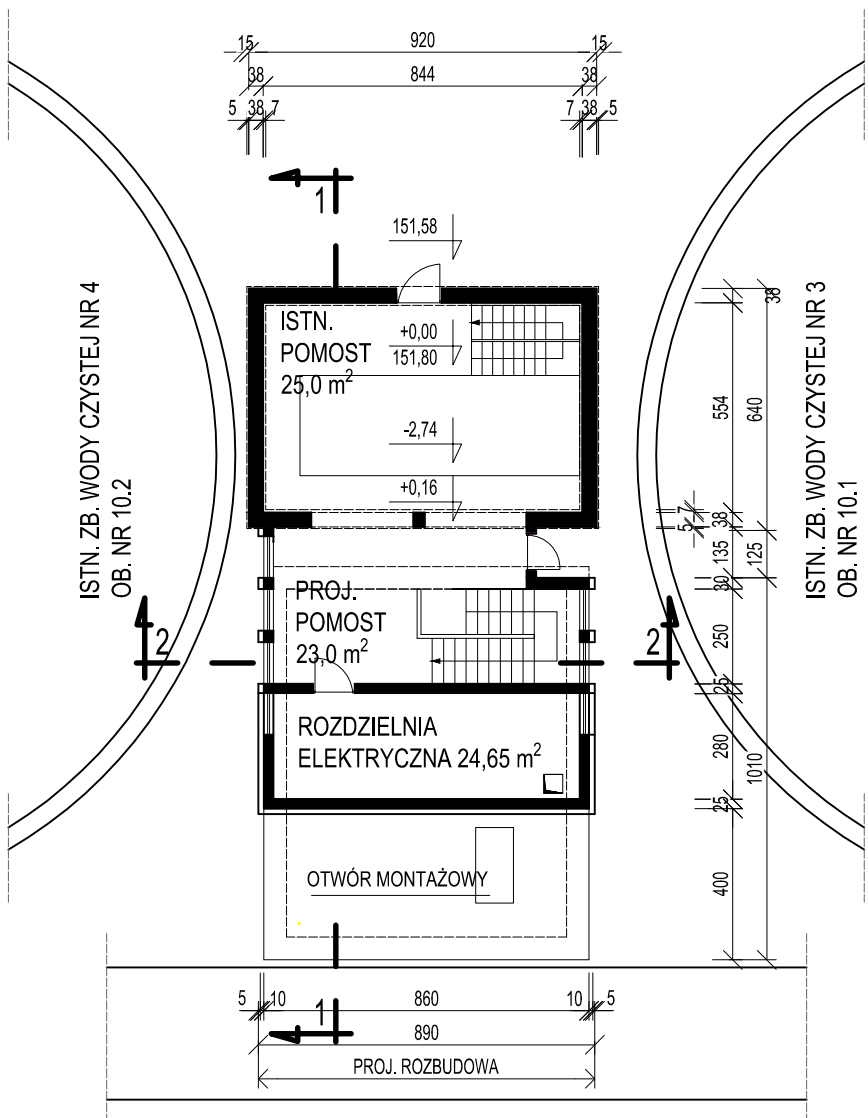 15 920 15
38 844 38
5 38 7 7 38 5
1
151,58
ISTN.
POMOST
25,0 m²
+0,00
151,80
-2,74
+0,16
ISTN. ZB. WODY CZYSTEJ NR 4
OB. NR 10.2
ISTN. ZB. WODY CZYSTEJ NR 3
OB. NR 10.1
38
554
640
7
5
38
135
125
30
250
25
280
1010
25
400
PROJ.
POMOST
23,0 m²
2
2
ROZDZIELNIA
ELEKTRYCZNA 24,65 m²
OTWÓR MONTAŻOWY
5 10 860 10 5
1
890
PROJ. ROZBUDOWA